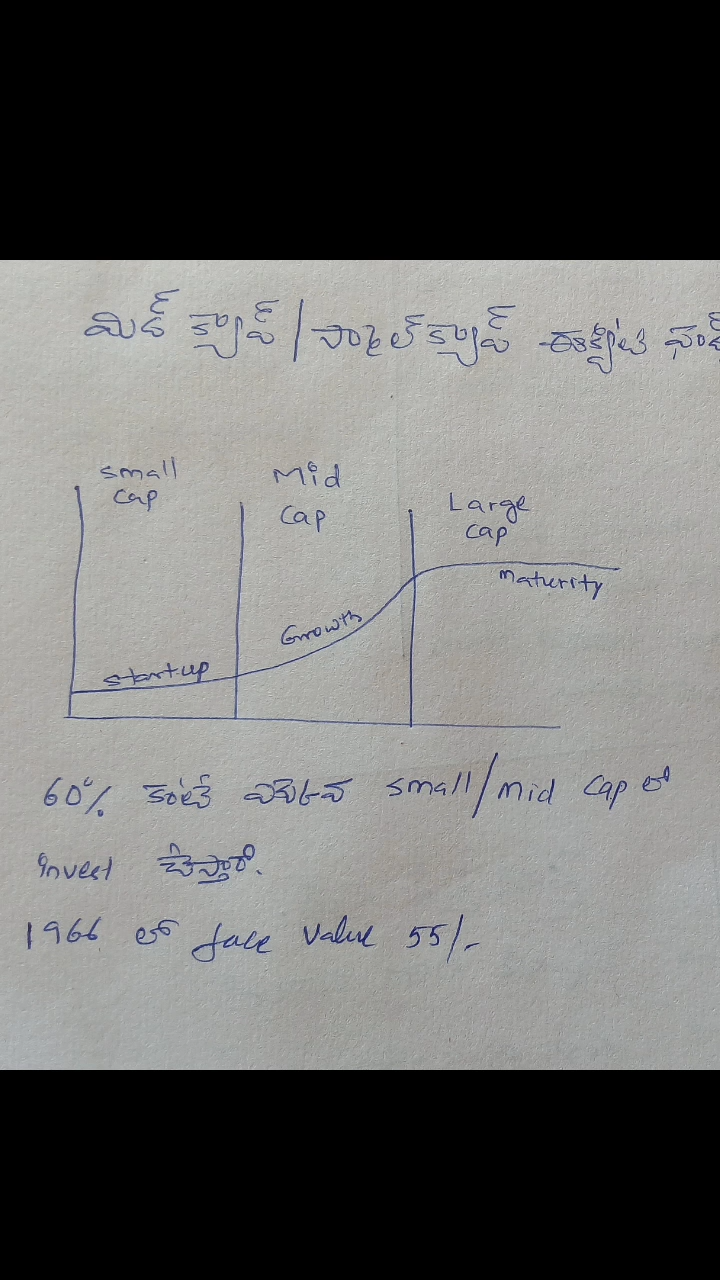 మిడ్ క్యాప్ / స్మాల్ క్యాప్ ఈక్విటీ ఫండ్
small cap
Mid cap
Large cap
Maturity
Growth
startup
60% కంటే ఎక్కువ small/mid cap లో
invest చేస్తారు.
1966 లో face value 55/-